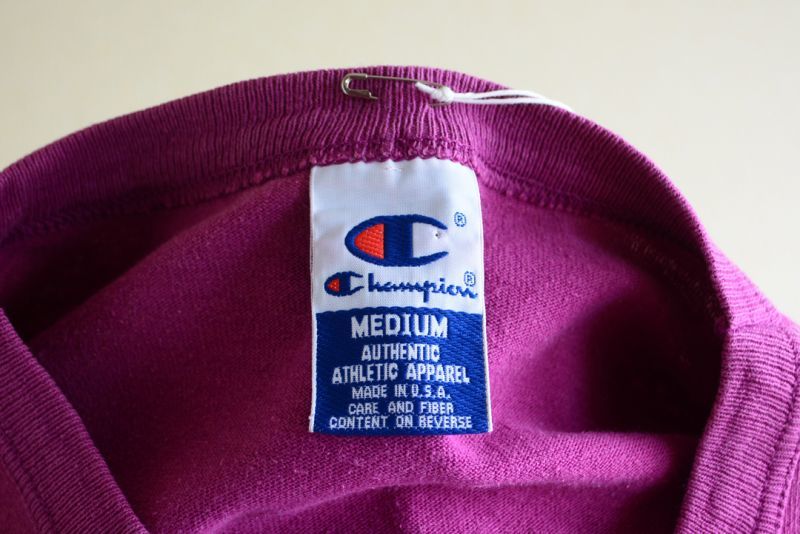 ®
Champion®
MEDIUM
AUTHENTIC
ATHLETIC APPAREL
MADE IN U.S.A.
CARE AND FIBER
CONTENT ON REVERSE